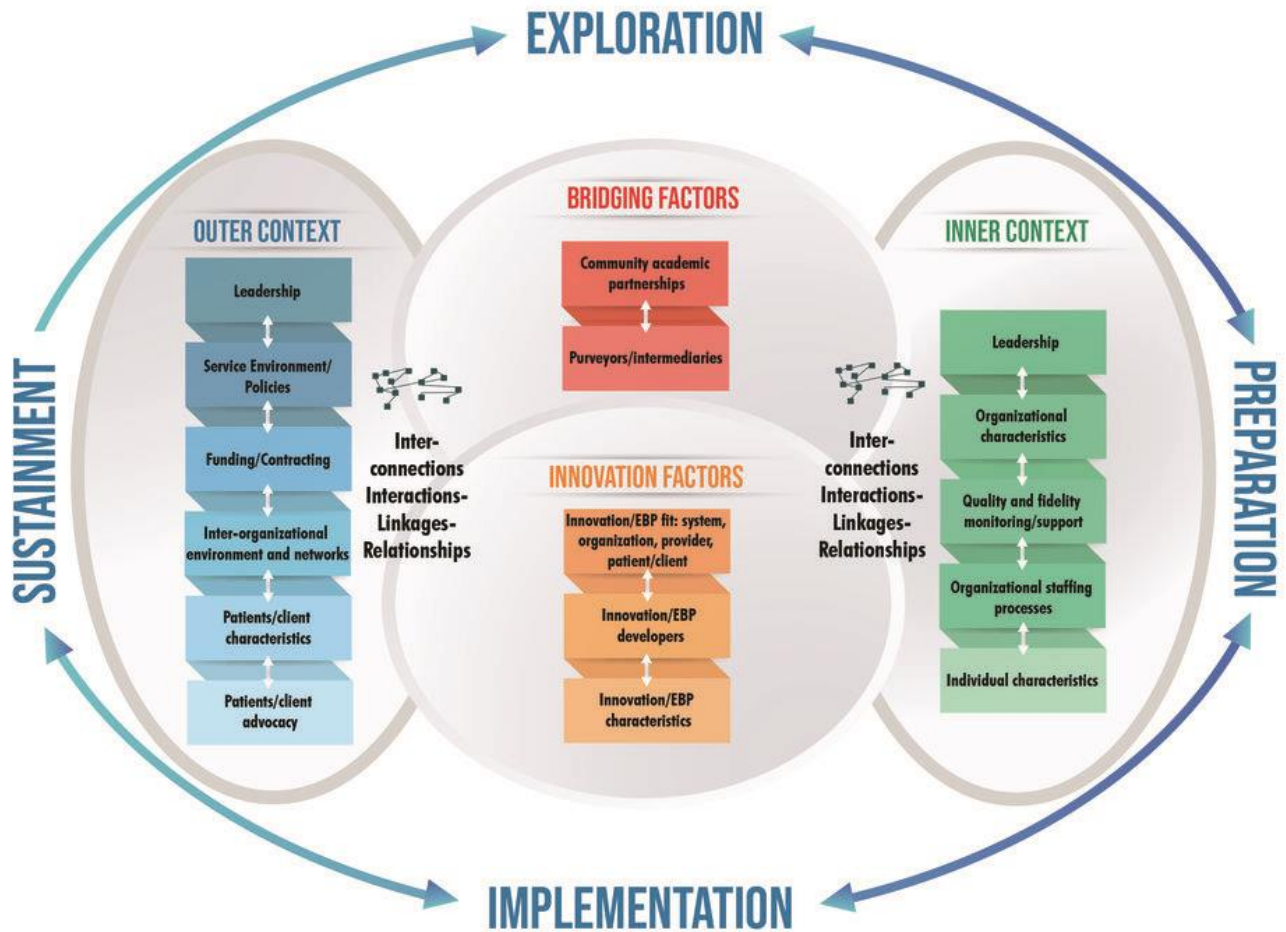 EXPLORATION
SUSTAINMENT
OUTER CONTEXT
Leadership
Service Environment/
Policies
Funding/Contracting
Inter-organizational
environment and networks
Patients/client
characteristics
Patients/client
advocacy
Inter-
connections
Interactions-
Linkages-
Relationships
BRIDGING FACTORS
Community academic
partnerships
Purveyors/intermediaries
INNOVATION FACTORS
Innovation/EBP fit: system,
organization, provider,
patient/client
Innovation/EBP
developers
Innovation/EBP
characteristics
Inter-
connections
Interactions-
Linkages-
Relationships
INNER CONTEXT
Leadership
Organizational
characteristics
Quality and fidelity
monitoring/support
Organizational staffing
processes
Individual characteristics
PREPARATION
IMPLEMENTATION